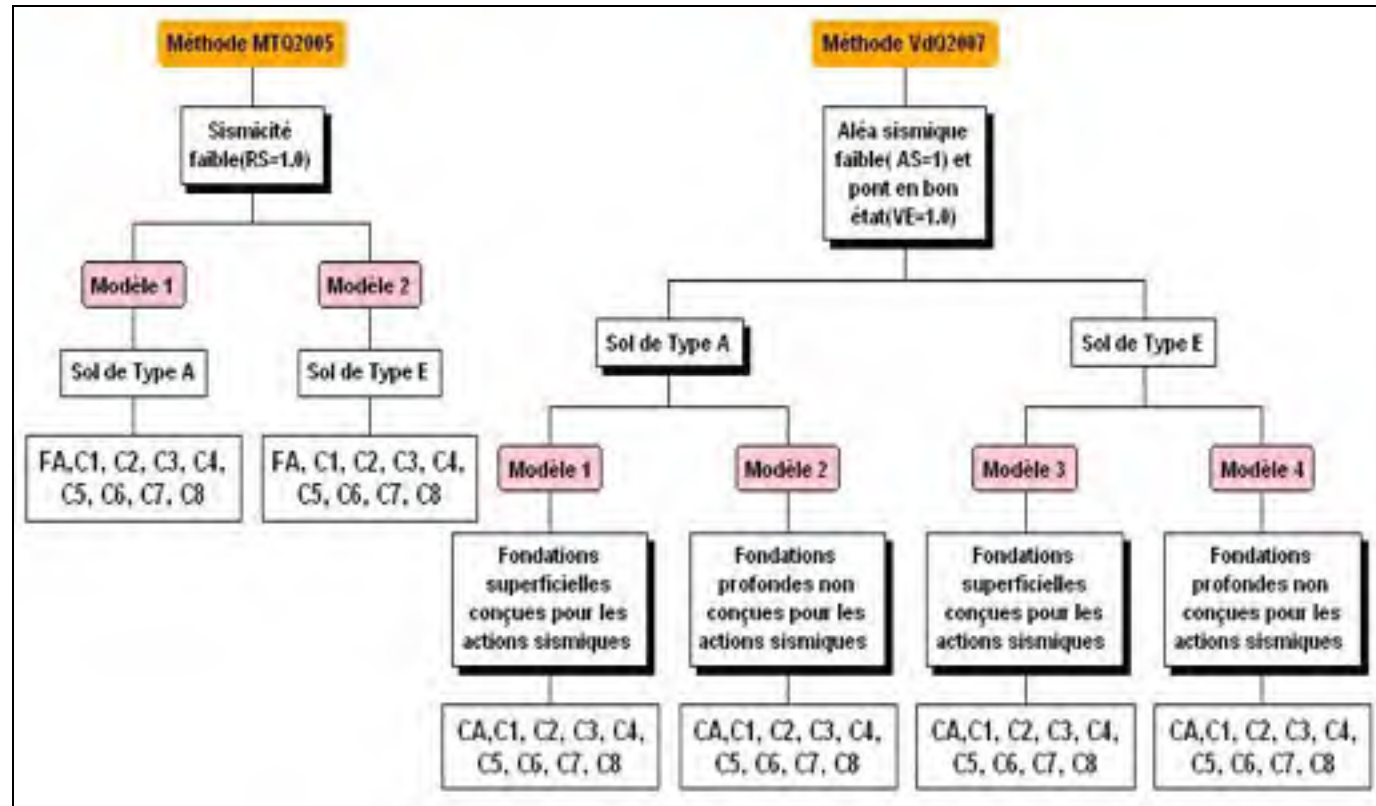 Méthode MTQ2005
Sismicité
faible(RS=1.0)
Modèle 1
Modèle 2
Sol de Type A
Sol de Type E
FA,C1, C2, C3, C4,
C5, C6, C7, C8
FA, C1, C2, C3, C4,
C5, C6, C7, C8
Méthode VdQ2007
Aléa sismique
faible( AS=1) et
pont en bon
état(VE=1.0)
Sol de Type A
Sol de Type E
Modèle 1
Modèle 2
Modèle 3
Modèle 4
Fondations
superficielles
conçues pour les
actions sismiques
Fondations
profondes non
conçues pour les
actions sismiques
Fondations
superficielles
conçues pour les
actions sismiques
Fondations
profondes non
conçues pour les
actions sismiques
CA,C1, C2, C3, C4,
C5, C6, C7, C8
CA,C1, C2, C3, C4,
C5, C6, C7, C8
CA,C1, C2, C3, C4,
C5, C6, C7, C8
CA,C1, C2, C3, C4,
C5, C6, C7, C8